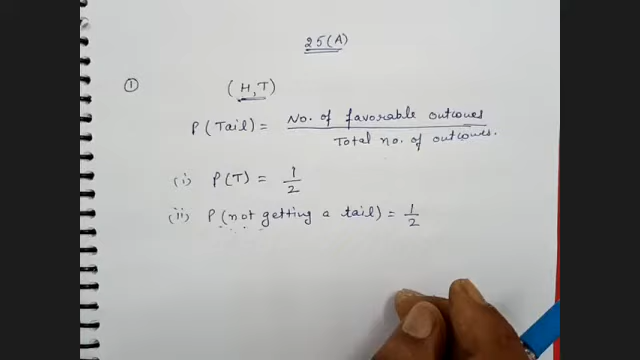 25(A)
① (H,T)
P(Tail) = No. of favorable outcomes / Total no. of outcomes.
(i) P(T) = 1/2
(ii) P(not getting a tail) = 1/2